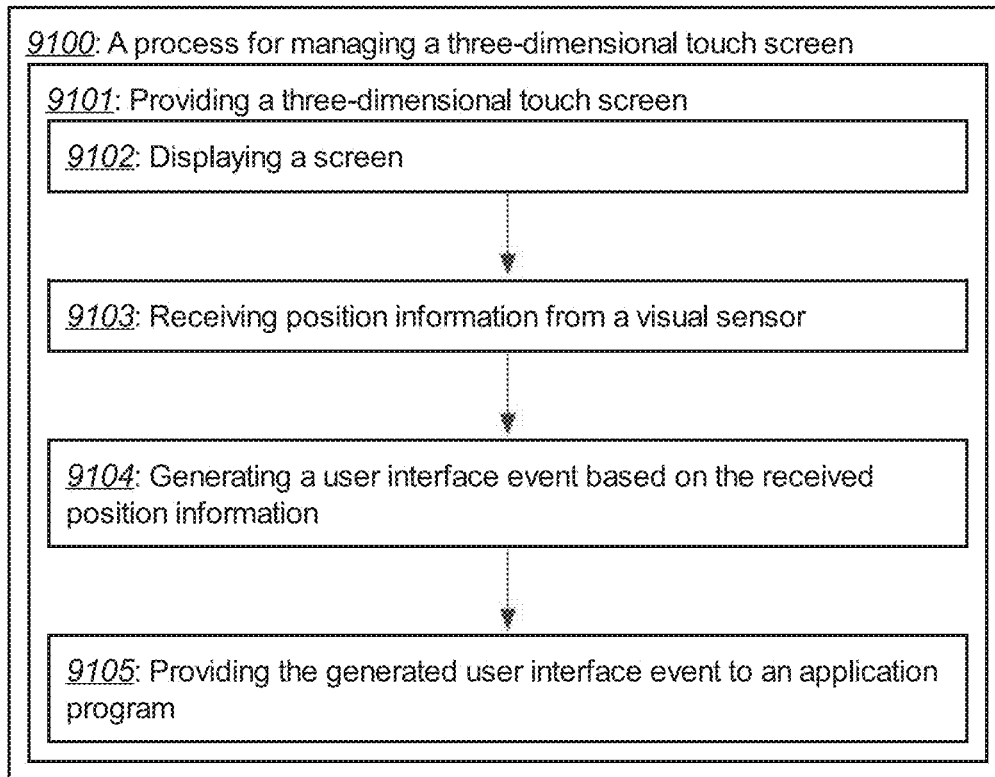 9100: A process for managing a three-dimensional touch screen
9101: Providing a three-dimensional touch screen
9102: Displaying a screen
9103: Receiving position information from a visual sensor
9104: Generating a user interface event based on the received
position information
9105: Providing the generated user interface event to an application
program